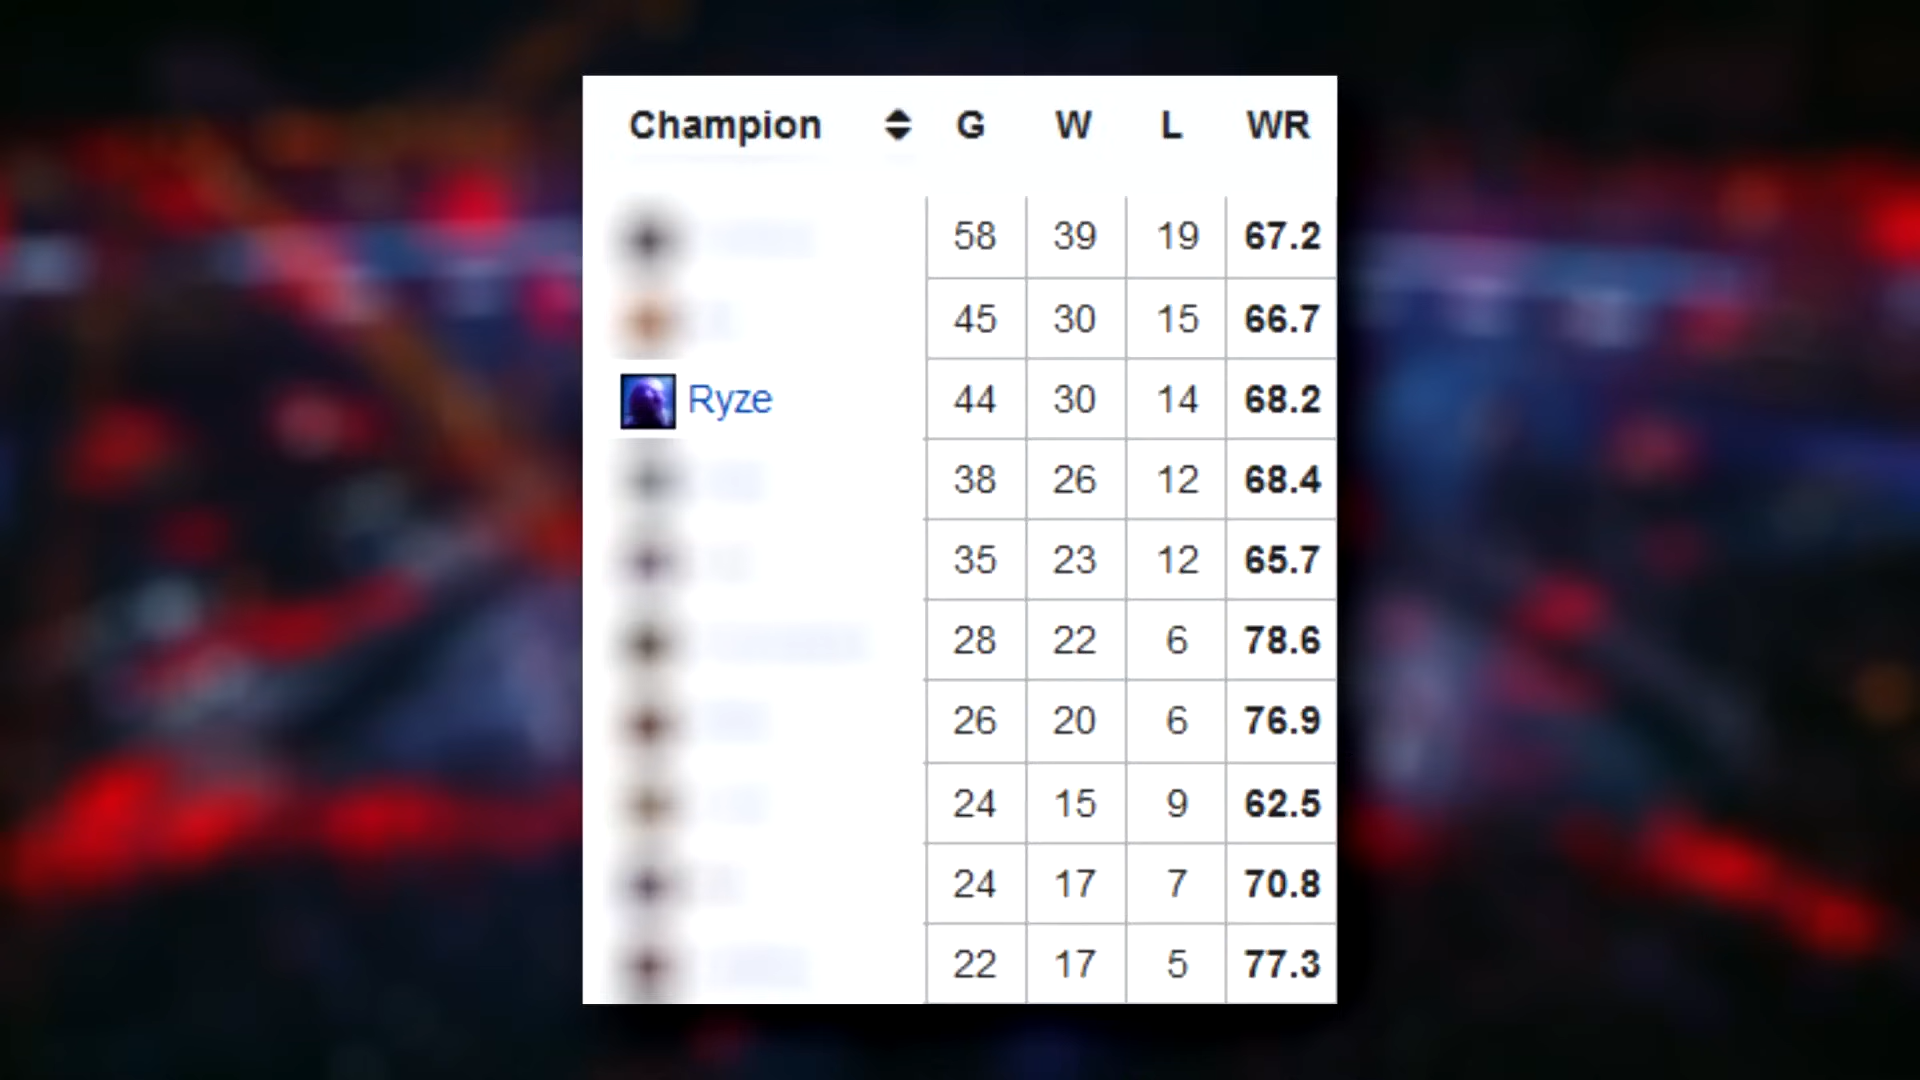 Champion G W L WR
58 39 19 67.2
45 30 15 66.7
Ryze 44 30 14 68.2
38 26 12 68.4
35 23 12 65.7
28 22 6 78.6
26 20 6 76.9
24 15 9 62.5
24 17 7 70.8
22 17 5 77.3